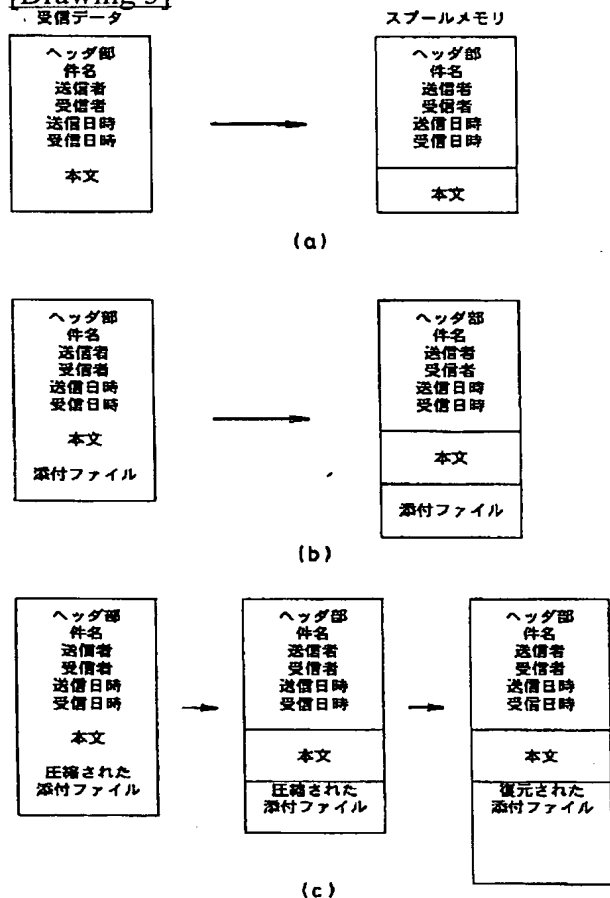 [Drawing 5]
受信データ
スプールメモリ
ヘッダ部
件名
送信者
受信者
送信日時
受信日時
本文
ヘッダ部
件名
送信者
受信者
送信日時
受信日時
本文
(a)
ヘッダ部
件名
送信者
受信者
送信日時
受信日時
本文
添付ファイル
ヘッダ部
件名
送信者
受信者
送信日時
受信日時
本文
添付ファイル
(b)
ヘッダ部
件名
送信者
受信者
送信日時
受信日時
本文
圧縮された
添付ファイル
ヘッダ部
件名
送信者
受信者
送信日時
受信日時
本文
圧縮された
添付ファイル
ヘッダ部
件名
送信者
受信者
送信日時
受信日時
本文
復元された
添付ファイル
(c)